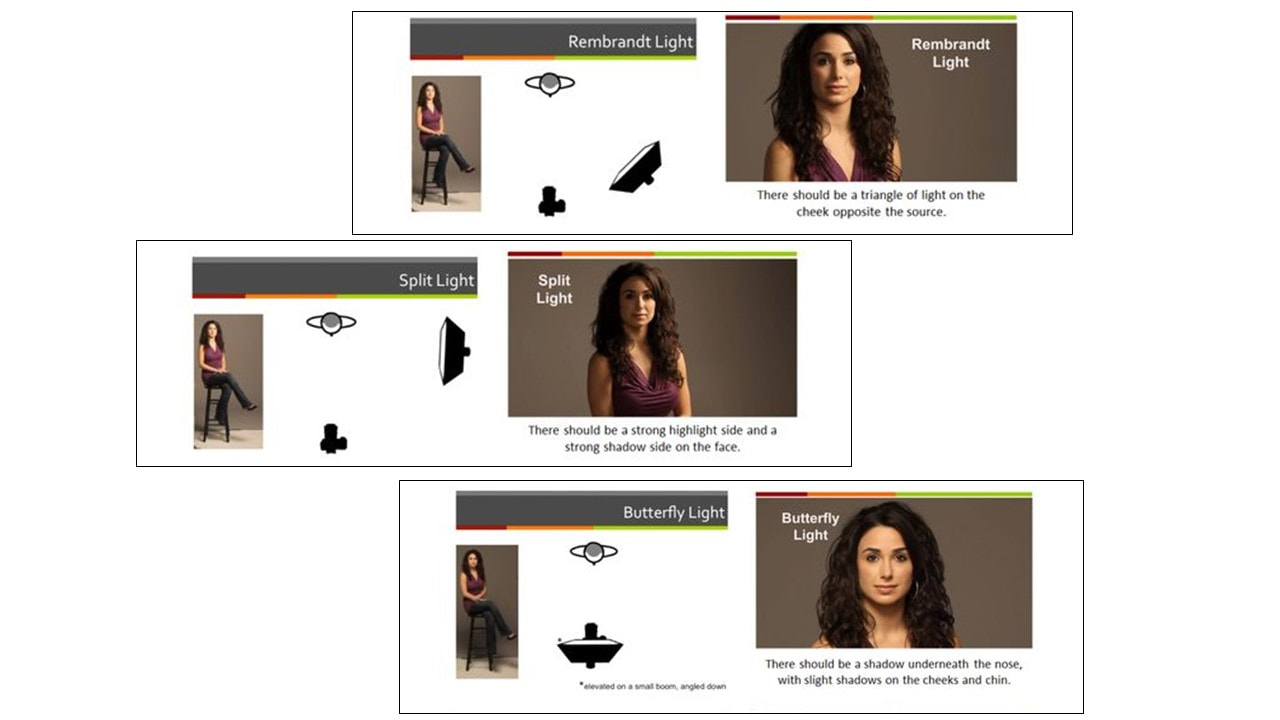 Rembrandt Light
Rembrandt
Light
There should be a triangle of light on the
cheek opposite the source.
Split Light
Split
Light
There should be a strong highlight side and a
strong shadow side on the face.
Butterfly Light
*
*elevated on a small boom, angled down
Butterfly
Light
There should be a shadow underneath the nose,
with slight shadows on the cheeks and chin.